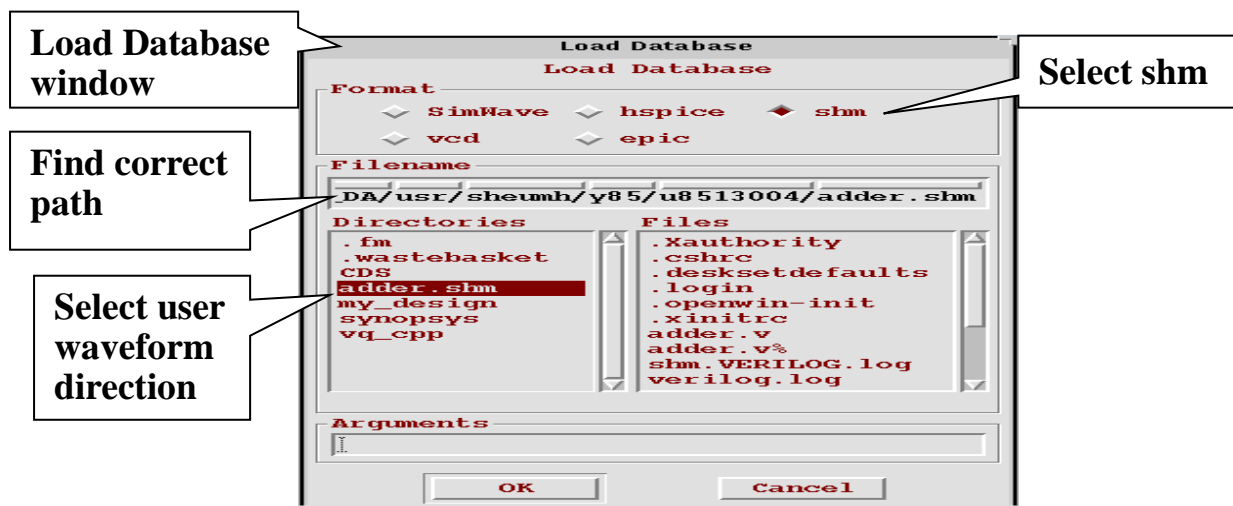 Load Database
window
Load Database
Load Database
Select shm
Format
SimWave hspice shm
vcd epic
Find correct
path
Filename
_DA/usr/sheumh/y85/u8513004/adder.shm
Directories
.fm
.wastebasket
CDS
adder.shm
my_design
synopsys
vq_cpp
Files
.Xauthority
.cshrc
.desksetdefaults
.login
.openwin-init
.xinitrc
adder.v
adder.v%
shm.VERILOG.log
verilog.log
Select user
waveform
direction
Arguments
OK Cancel